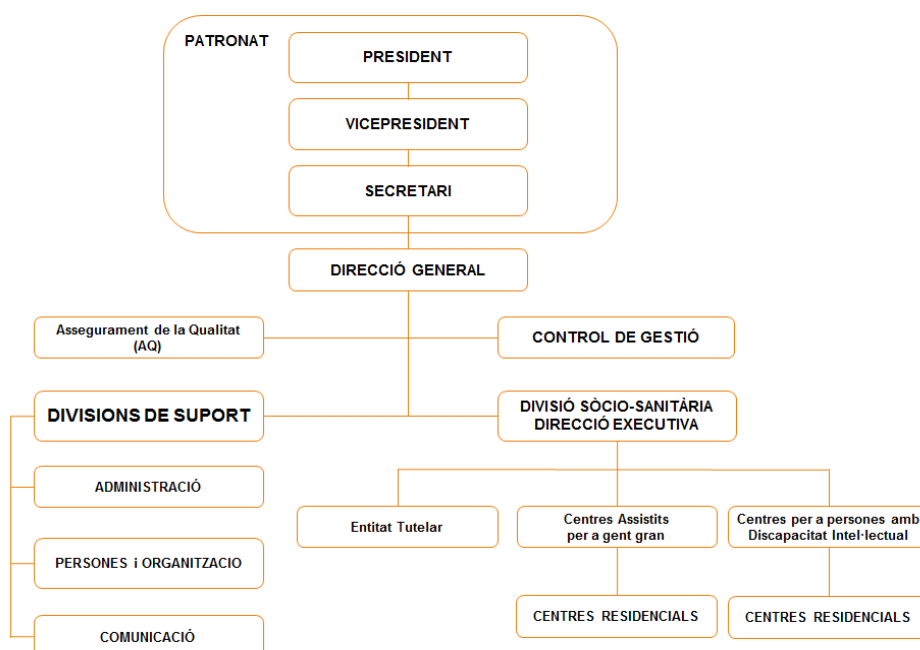 PATRONAT
PRESIDENT
VICEPRESIDENT
SECRETARI
DIRECCIÓ GENERAL
Assegurament de la Qualitat
(AQ)
CONTROL DE GESTIÓ
DIVISIONS DE SUPORT
DIVISIÓ SÒCIO-SANITÀRIA
DIRECCIÓ EXECUTIVA
ADMINISTRACIÓ
PERSONES i ORGANITZACIO
COMUNICACIÓ
Entitat Tutelar
Centres Assistits
per a gent gran
Centres per a persones amb
Discapacitat Intel·lectual
CENTRES RESIDENCIALS
CENTRES RESIDENCIALS